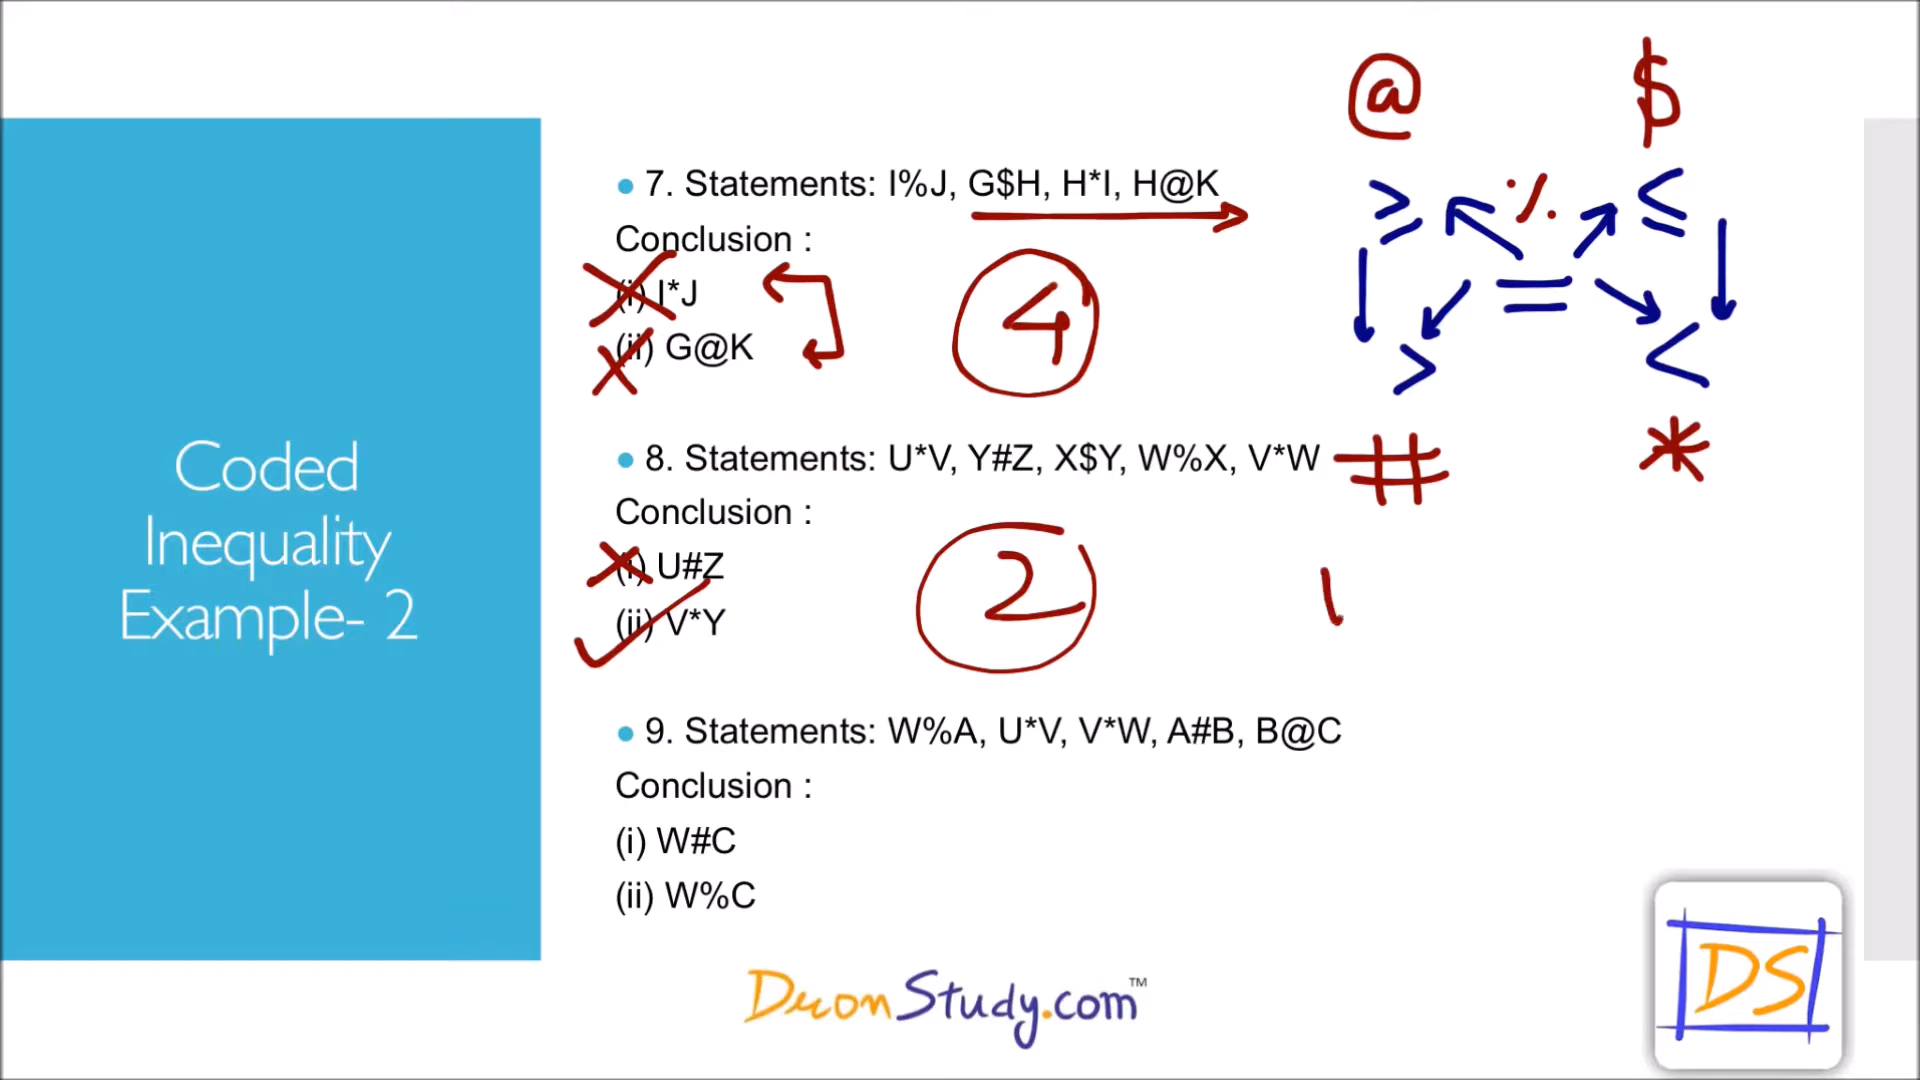 @ $
• 7. Statements: I%J, G$H, H*I, H@K
≥ % ≤
Conclusion :
(i) I*J
=
(ii) G@K
4
> <
Coded
Inequality
Example- 2
• 8. Statements: U*V, Y#Z, X$Y, W%X, V*W
# *
Conclusion :
(i) U#Z
(ii) V*Y
2
• 9. Statements: W%A, U*V, V*W, A#B, B@C
Conclusion :
(i) W#C
(ii) W%C
DronStudy.com™
DS